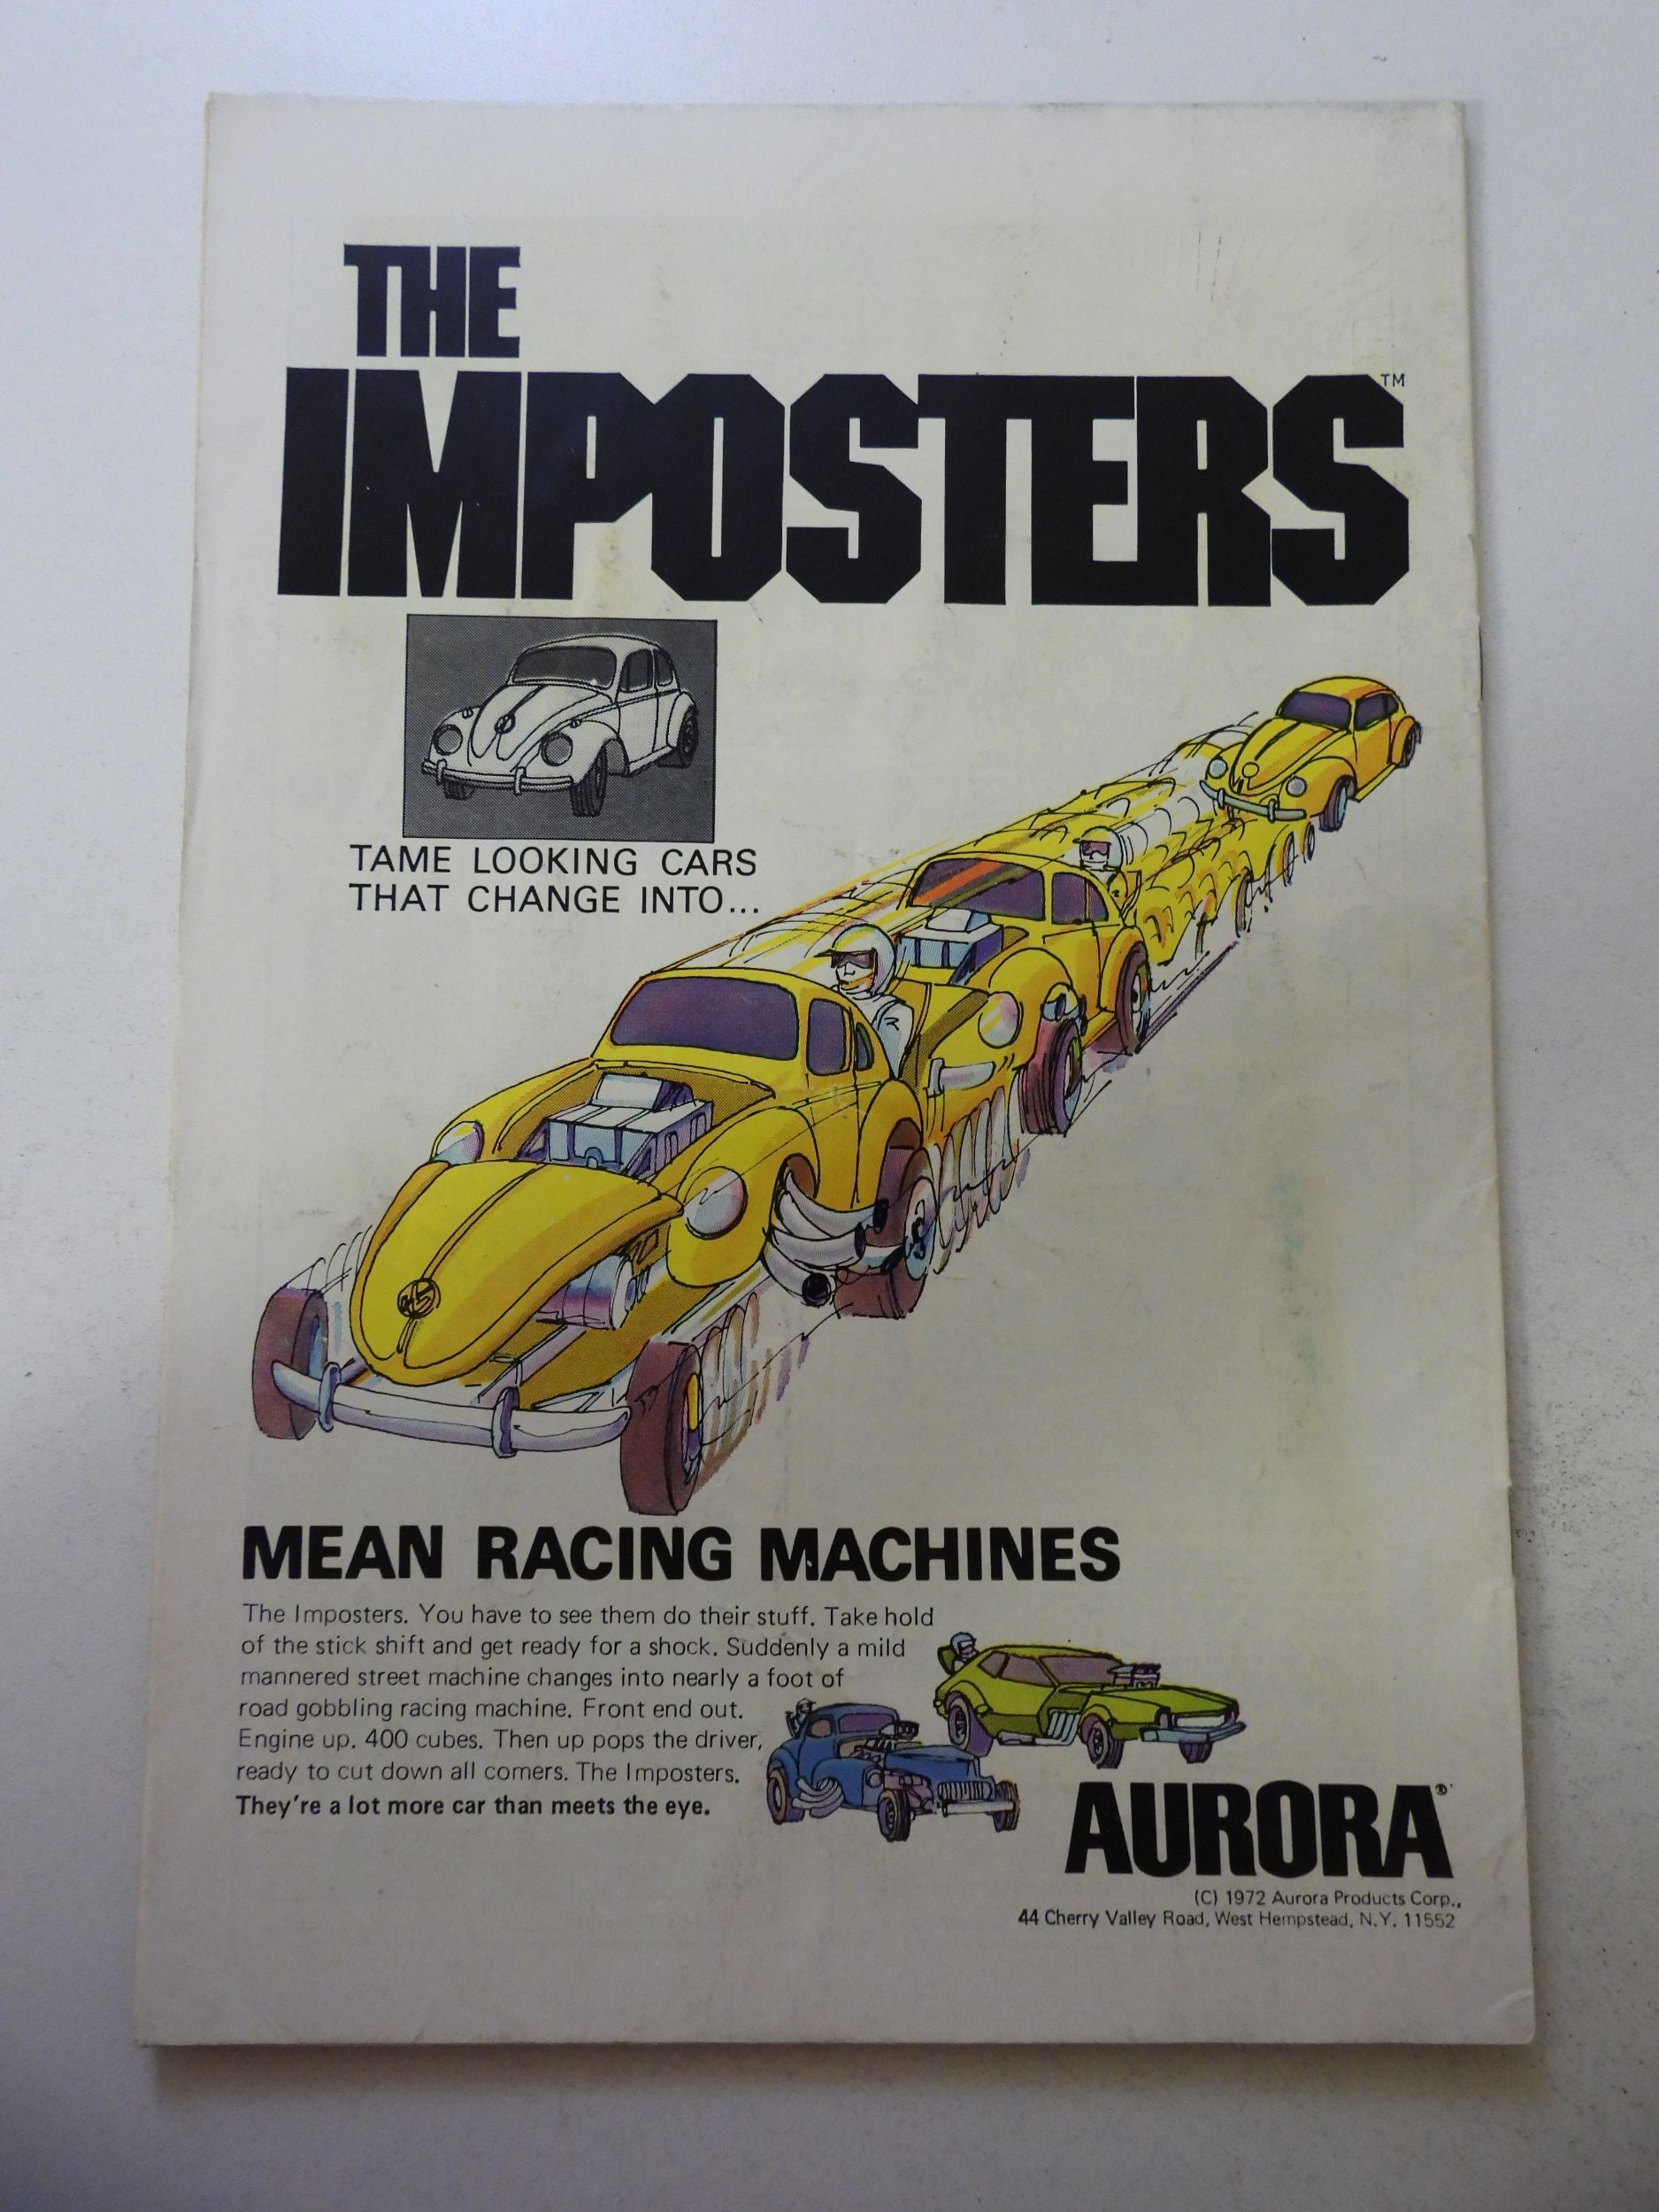 THE
IMPOSTERS™
TAME LOOKING CARS
THAT CHANGE INTO...
MEAN RACING MACHINES
The Imposters. You have to see them do their stuff. Take hold
of the stick shift and get ready for a shock. Suddenly a mild
mannered street machine changes into nearly a foot of
road gobbling racing machine. Front end out.
Engine up. 400 cubes. Then up pops the driver,
ready to cut down all comers. The Imposters.
They're a lot more car than meets the eye.
AURORA®
(C) 1972 Aurora Products Corp.,
44 Cherry Valley Road, West Hempstead, N.Y. 11552